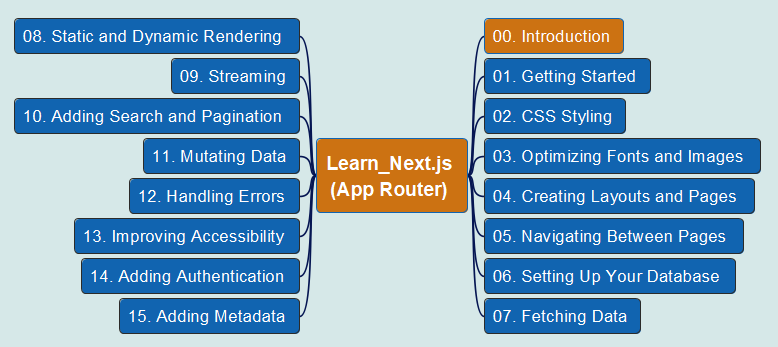 Learn_Next.js
(App Router)
00. Introduction
01. Getting Started
02. CSS Styling
03. Optimizing Fonts and Images
04. Creating Layouts and Pages
05. Navigating Between Pages
06. Setting Up Your Database
07. Fetching Data
08. Static and Dynamic Rendering
09. Streaming
10. Adding Search and Pagination
11. Mutating Data
12. Handling Errors
13. Improving Accessibility
14. Adding Authentication
15. Adding Metadata